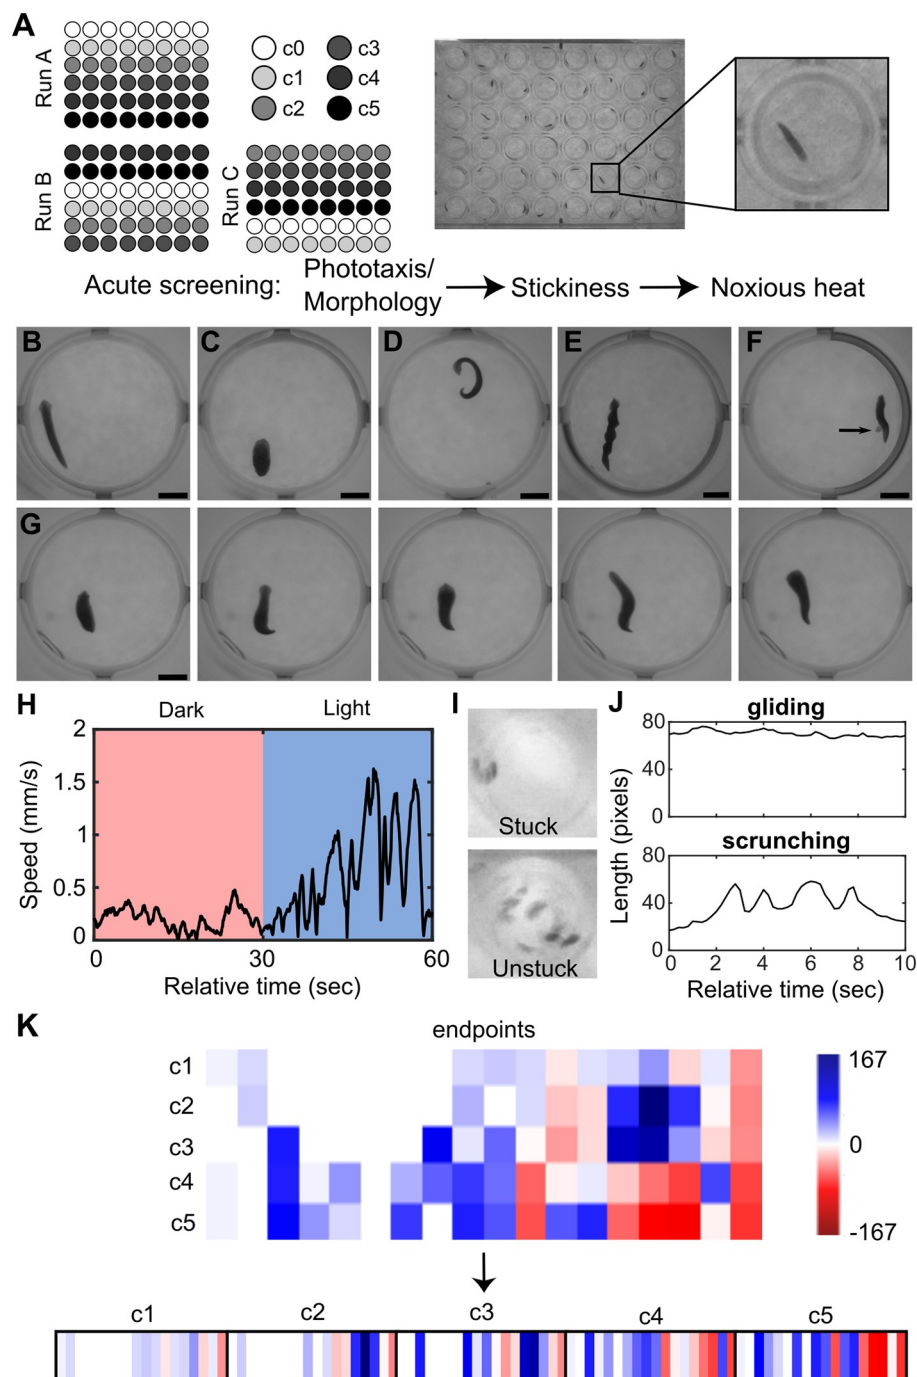 A
Run A
c0
c3
c1
c4
c2
c5
Run B
Run C
Acute screening:
Phototaxis/
Morphology
Stickiness
Noxious heat
B
C
D
E
F
G
H
Dark
Light
Speed (mm/s)
2
1.5
1
0.5
0
0
30
60
Relative time (sec)
I
Stuck
Unstuck
J
gliding
Length (pixels)
80
40
0
scrunching
80
40
0
0
2
4
6
8
10
Relative time (sec)
K
endpoints
c1
c2
c3
c4
c5
167
0
-167
c1
c2
c3
c4
c5